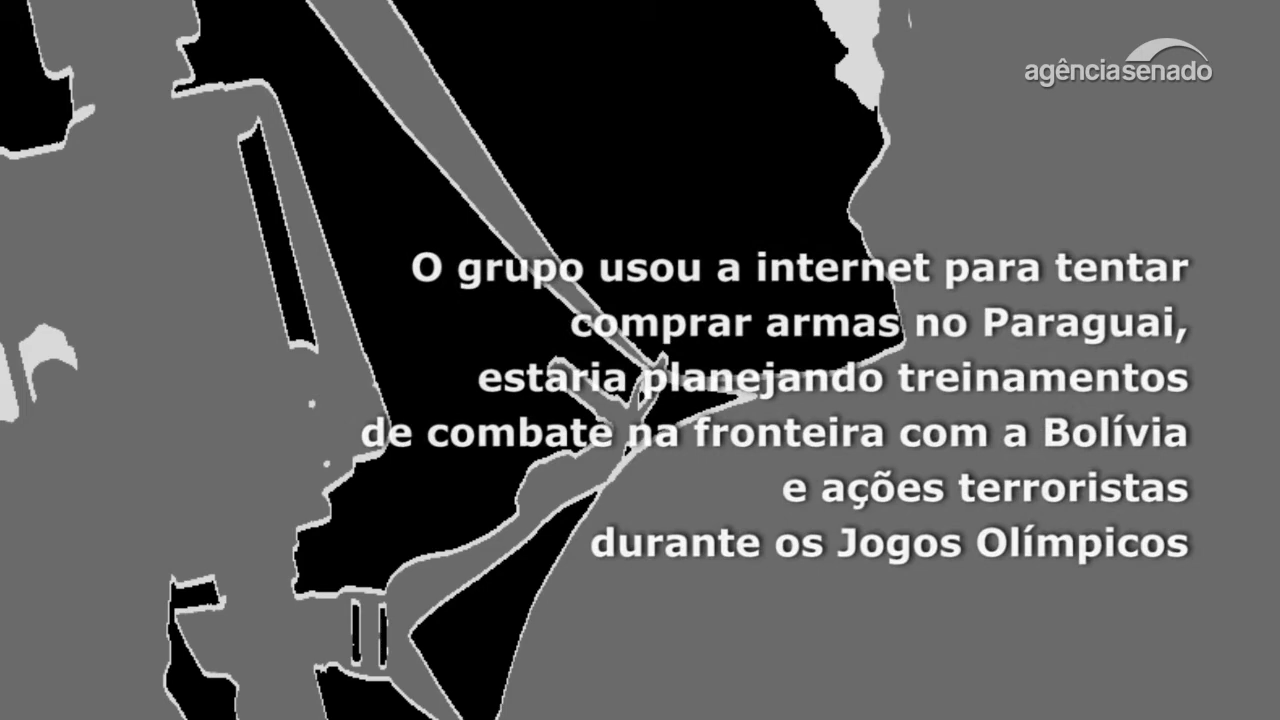 agênciasenado
O grupo usou a internet para tentar
comprar armas no Paraguai,
estaria planejando treinamentos
de combate na fronteira com a Bolívia
e ações terroristas
durante os Jogos Olímpicos